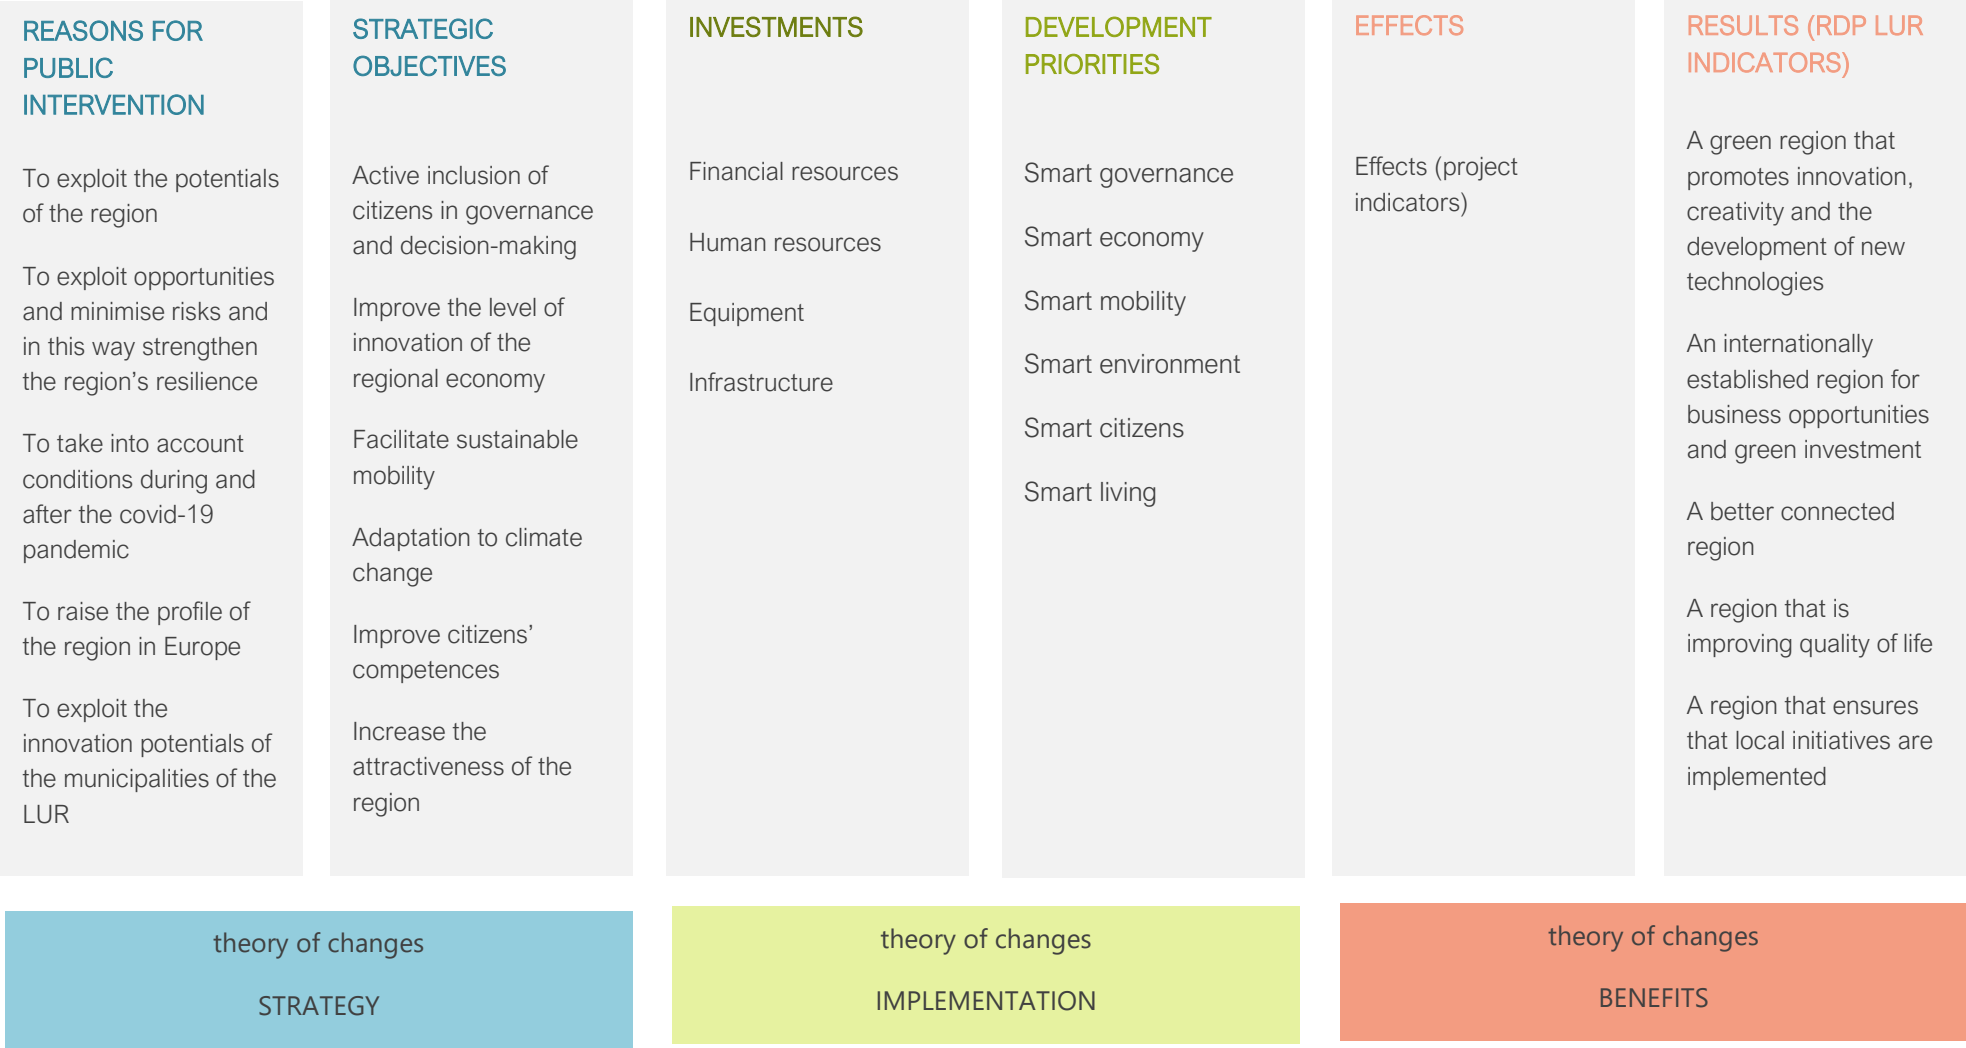 REASONS FOR
PUBLIC
INTERVENTION
To exploit the potentials
of the region
To exploit opportunities
and minimise risks and
in this way strengthen
the region’s resilience
To take into account
conditions during and
after the covid-19
pandemic
To raise the profile of
the region in Europe
To exploit the
innovation potentials of
the municipalities of the
LUR
STRATEGIC
OBJECTIVES
Active inclusion of
citizens in governance
and decision-making
Improve the level of
innovation of the
regional economy
Facilitate sustainable
mobility
Adaptation to climate
change
Improve citizens’
competences
Increase the
attractiveness of the
region
INVESTMENTS
Financial resources
Human resources
Equipment
Infrastructure
DEVELOPMENT
PRIORITIES
Smart governance
Smart economy
Smart mobility
Smart environment
Smart citizens
Smart living
EFFECTS
Effects (project
indicators)
RESULTS (RDP LUR
INDICATORS)
A green region that
promotes innovation,
creativity and the
development of new
technologies
An internationally
established region for
business opportunities
and green investment
A better connected
region
A region that is
improving quality of life
A region that ensures
that local initiatives are
implemented
theory of changes
STRATEGY
theory of changes
IMPLEMENTATION
theory of changes
BENEFITS